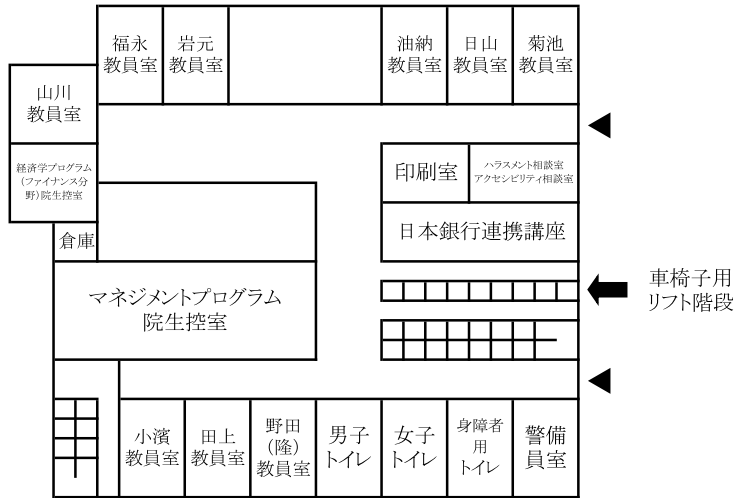 福永
教員室
岩元
教員室
油納
教員室
日山
教員室
菊池
教員室
山川
教員室
経済学プログラム
（ファイナンス分
野）院生控室
倉庫
印刷室
ハラスメント相談室
アクセシビリティ相談室
日本銀行連携講座
マネジメントプログラム
院生控室
車椅子用
リフト階段
小濱
教員室
田上
教員室
野田
（隆）
教員室
男子
トイレ
女子
トイレ
身障者
用
トイレ
警備
員室